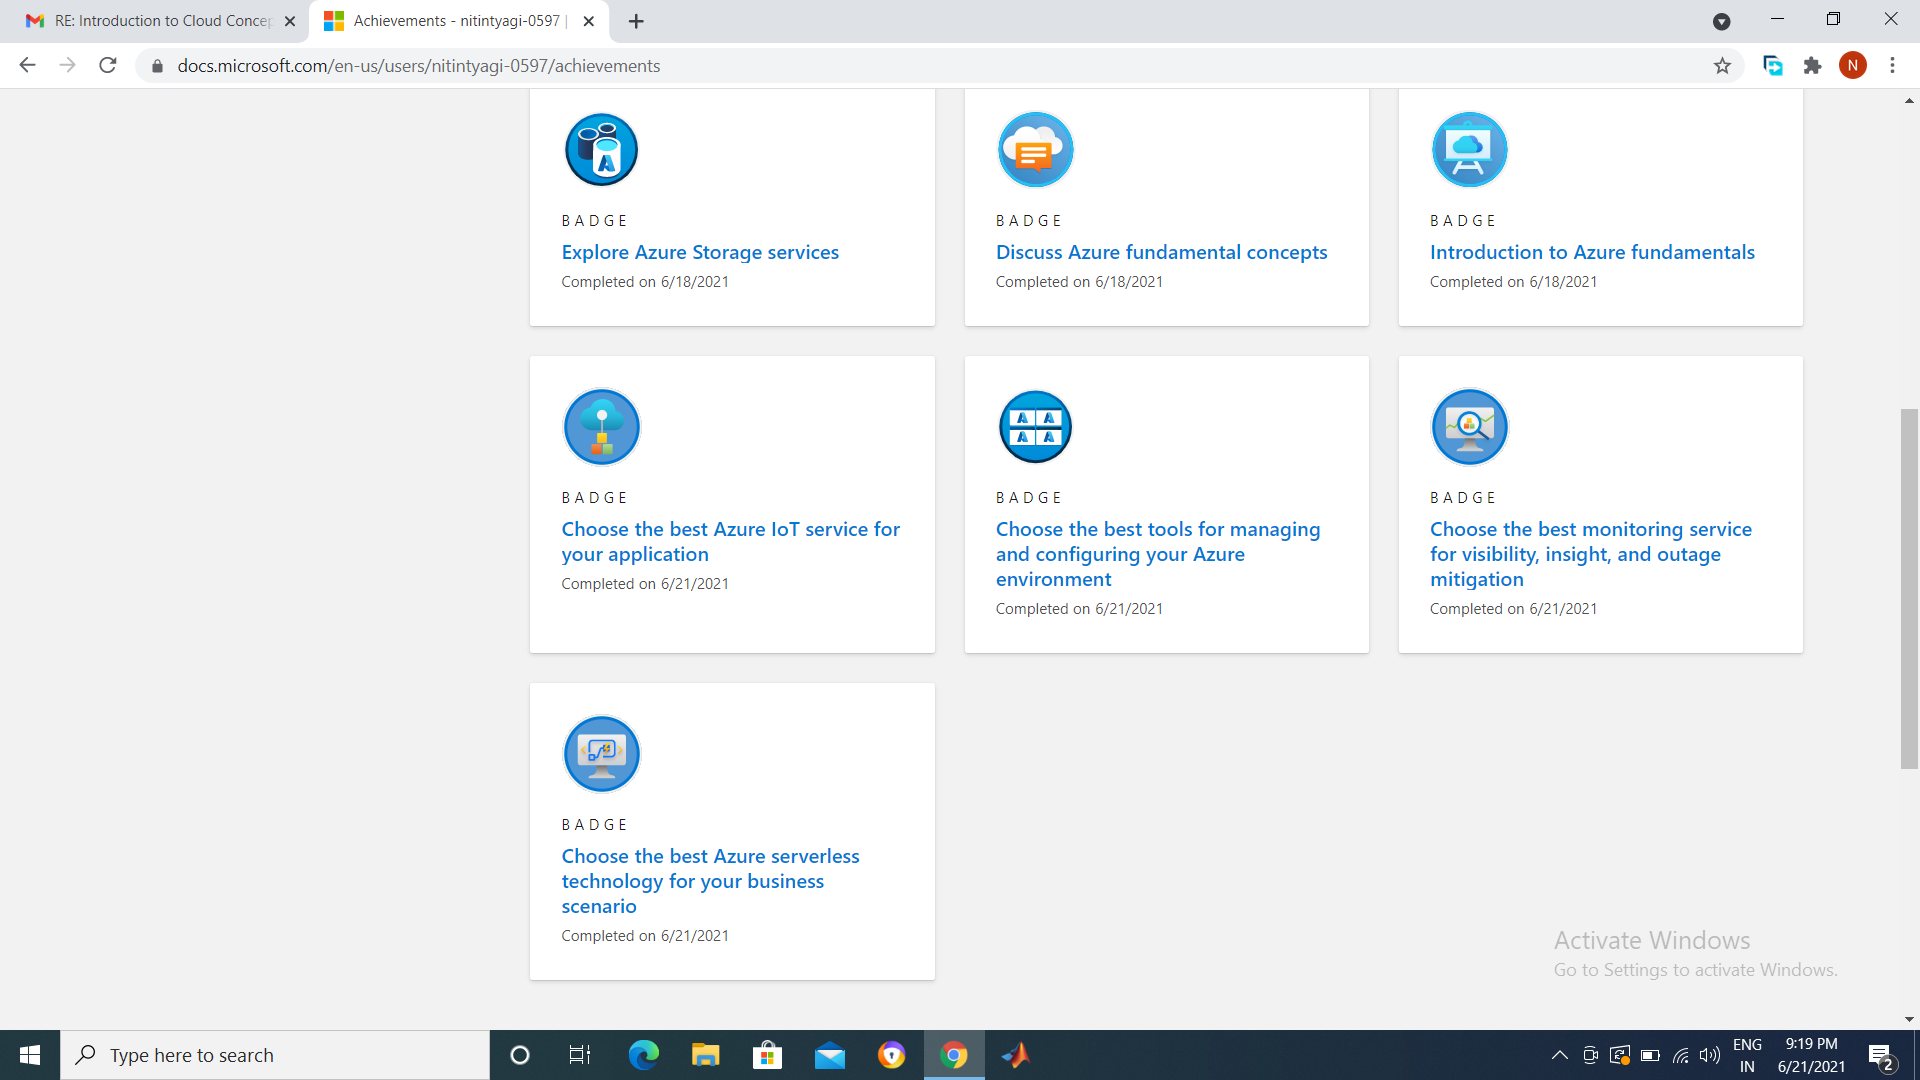 RE: Introduction to Cloud Concep
Achievements - nitintyagi-0597 |
docs.microsoft.com/en-us/users/nitintyagi-0597/achievements
N
BADGE
Explore Azure Storage services
Completed on 6/18/2021
BADGE
Discuss Azure fundamental concepts
Completed on 6/18/2021
BADGE
Introduction to Azure fundamentals
Completed on 6/18/2021
BADGE
Choose the best Azure IoT service for
your application
Completed on 6/21/2021
BADGE
Choose the best tools for managing
and configuring your Azure
environment
Completed on 6/21/2021
BADGE
Choose the best monitoring service
for visibility, insight, and outage
mitigation
Completed on 6/21/2021
BADGE
Choose the best Azure serverless
technology for your business
scenario
Completed on 6/21/2021
Activate Windows
Go to Settings to activate Windows.
Type here to search
ENG
IN
9:19 PM
6/21/2021
2